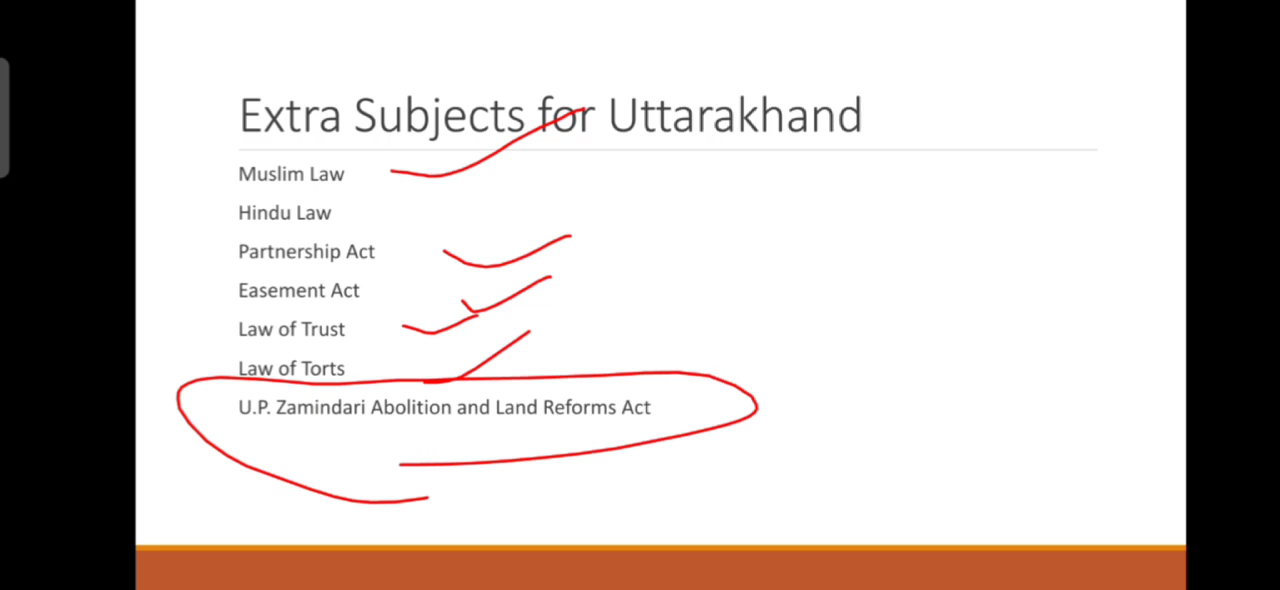 Extra Subjects for Uttarakhand
Muslim Law
Hindu Law
Partnership Act
Easement Act
Law of Trust
Law of Torts
U.P. Zamindari Abolition and Land Reforms Act